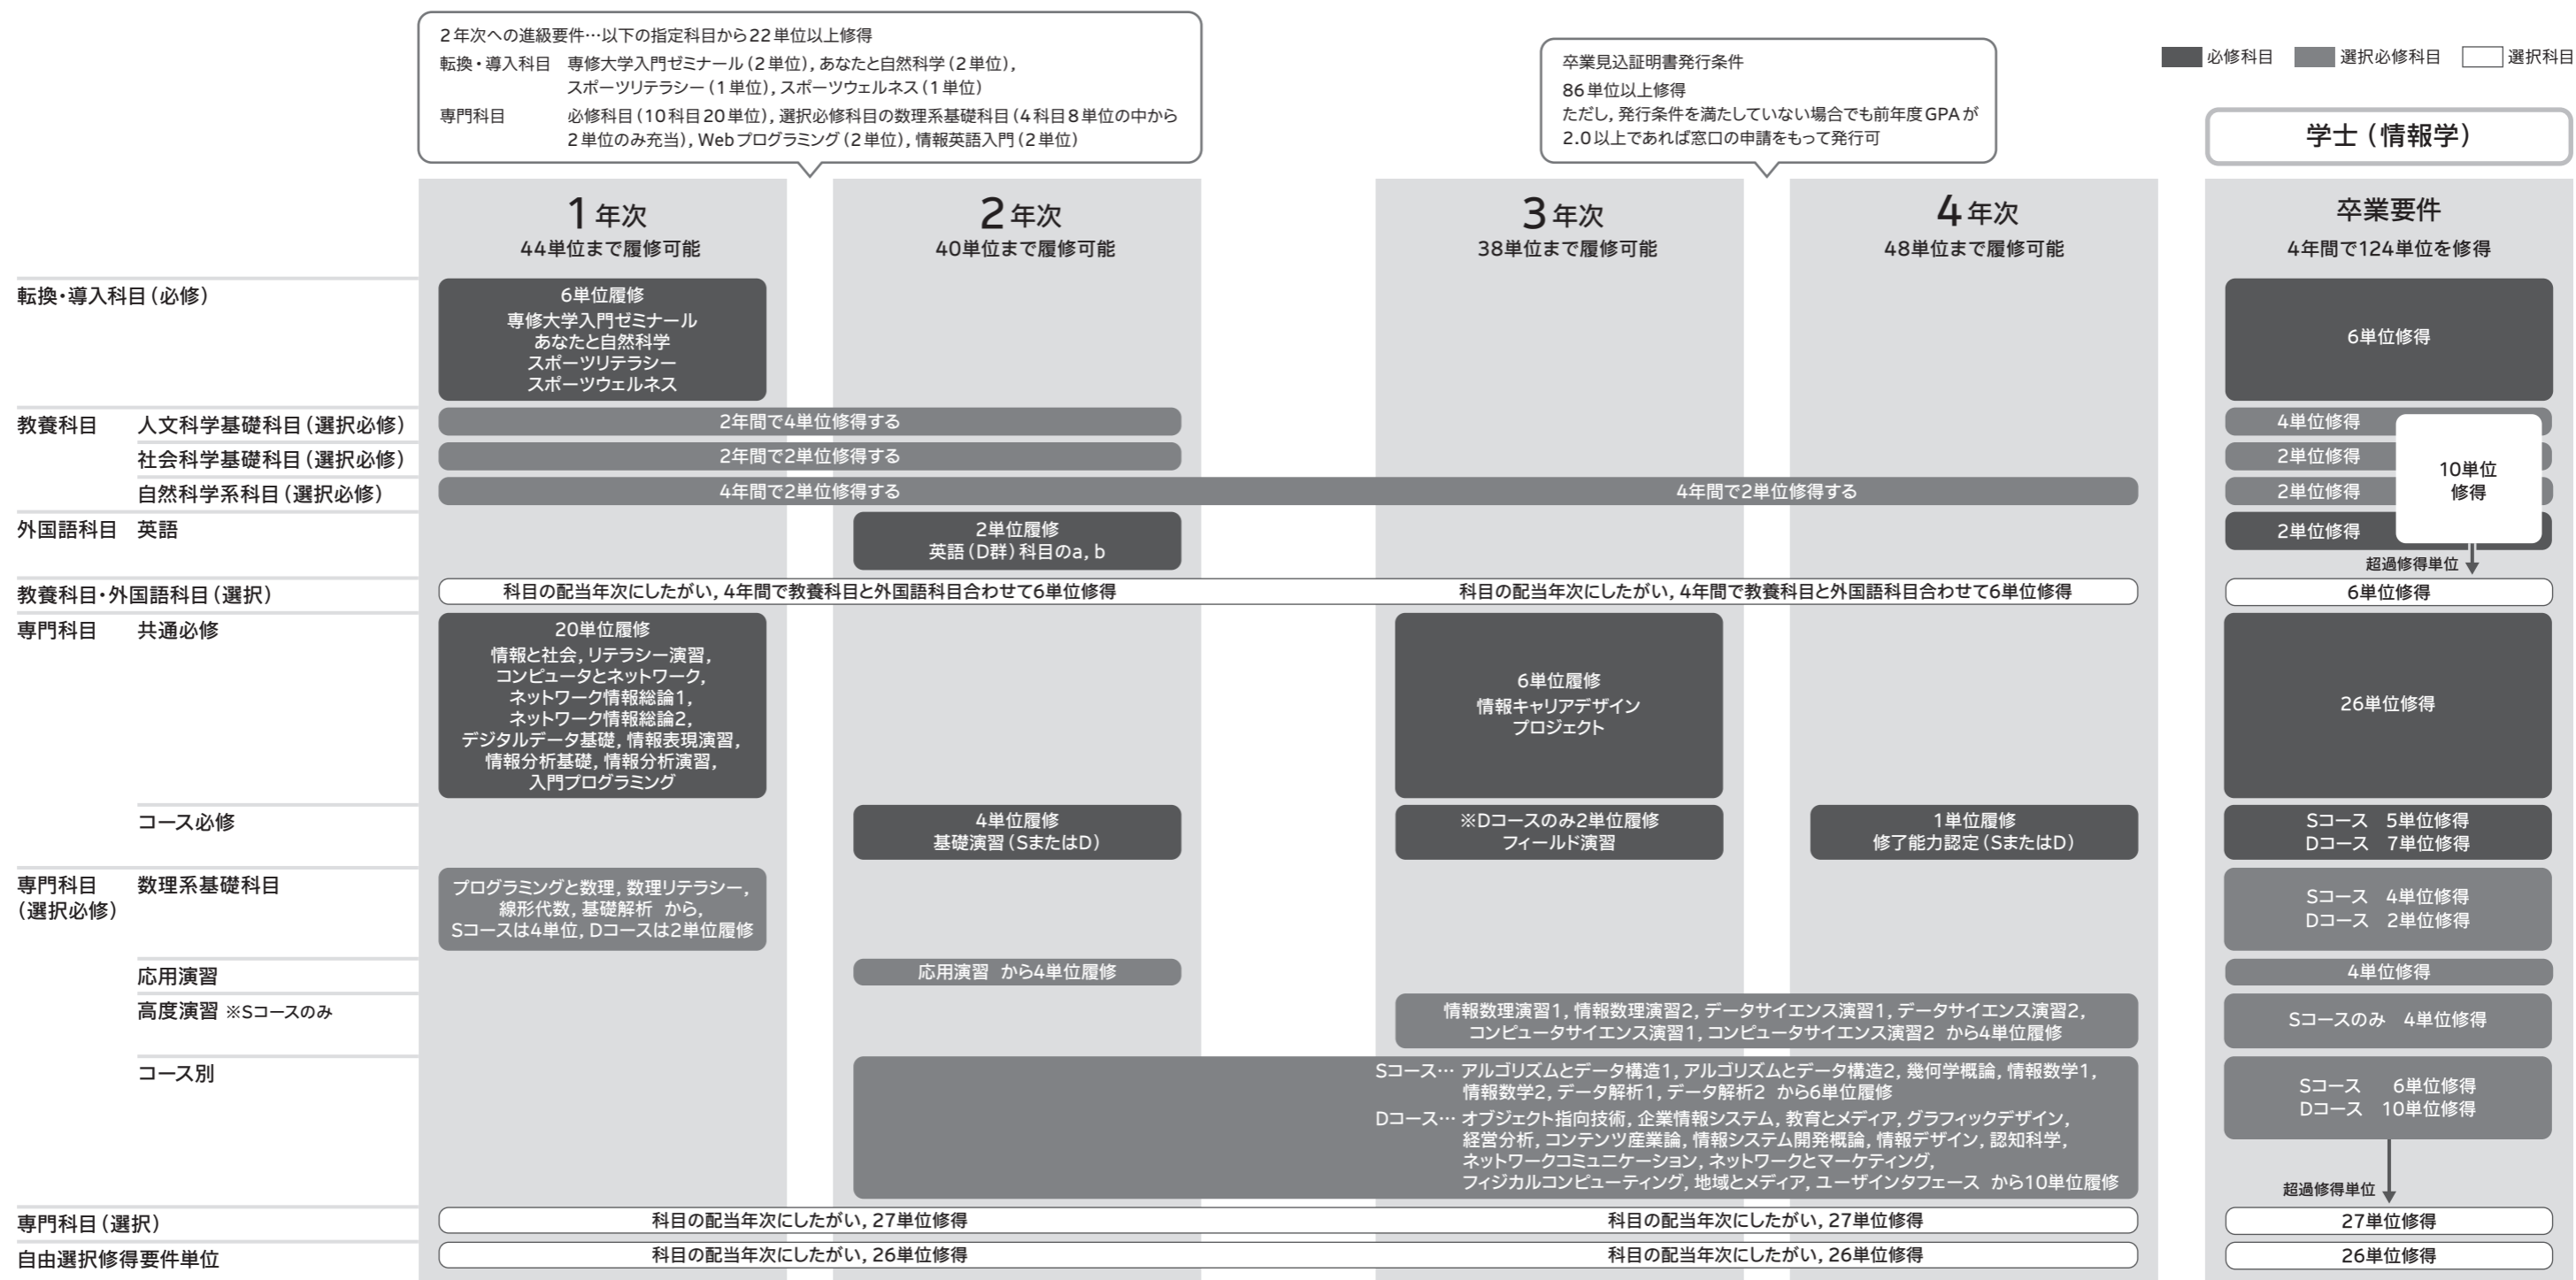 2年次への進級要件…以下の指定科目から22単位以上修得
転換・導入科目 専修大学入門ゼミナール（2単位）, あなたと自然科学（2単位）,
スポーツリテラシー（1単位）, スポーツウェルネス（1単位）
専門科目 必修科目（10科目20単位）, 選択必修科目の数理系基礎科目（4科目8単位の中から
2単位のみ充当）, Webプログラミング（2単位）, 情報英語入門（2単位）
卒業見込証明書発行条件
86単位以上修得
ただし, 発行条件を満たしていない場合でも前年度GPAが
2.0以上であれば窓口の申請をもって発行可
必修科目 選択必修科目 選択科目
学士（情報学）
1年次
44単位まで履修可能
2年次
40単位まで履修可能
3年次
38単位まで履修可能
4年次
48単位まで履修可能
卒業要件
4年間で124単位を修得
転換・導入科目（必修）
6単位履修
専修大学入門ゼミナール
あなたと自然科学
スポーツリテラシー
スポーツウェルネス
6単位修得
教養科目 人文科学基礎科目（選択必修）
2年間で4単位修得する
4単位修得
社会科学基礎科目（選択必修）
2年間で2単位修得する
2単位修得
自然科学系科目（選択必修）
4年間で2単位修得する 4年間で2単位修得する
2単位修得
10単位
修得
外国語科目 英語
2単位履修
英語（D群）科目のa, b
2単位修得
超過修得単位
教養科目・外国語科目（選択）
科目の配当年次にしたがい, 4年間で教養科目と外国語科目合わせて6単位修得 科目の配当年次にしたがい, 4年間で教養科目と外国語科目合わせて6単位修得
6単位修得
専門科目 共通必修
20単位履修
情報と社会, リテラシー演習,
コンピュータとネットワーク,
ネットワーク情報総論1,
ネットワーク情報総論2,
デジタルデータ基礎, 情報表現演習,
情報分析基礎, 情報分析演習,
入門プログラミング
6単位履修
情報キャリアデザイン
プロジェクト
26単位修得
コース必修
4単位履修
基礎演習（SまたはD）
※Dコースのみ2単位履修
フィールド演習
1単位履修
修了能力認定（SまたはD）
Sコース 5単位修得
Dコース 7単位修得
専門科目 数理系基礎科目
（選択必修）
プログラミングと数理, 数理リテラシー,
線形代数, 基礎解析 から,
Sコースは4単位, Dコースは2単位履修
Sコース 4単位修得
Dコース 2単位修得
応用演習
応用演習 から4単位履修
4単位修得
高度演習 ※Sコースのみ
情報数理演習1, 情報数理演習2, データサイエンス演習1, データサイエンス演習2,
コンピュータサイエンス演習1, コンピュータサイエンス演習2 から4単位履修
Sコースのみ 4単位修得
コース別
Sコース… アルゴリズムとデータ構造1, アルゴリズムとデータ構造2, 幾何学概論, 情報数学1,
情報数学2, データ解析1, データ解析2 から6単位履修
Dコース… オブジェクト指向技術, 企業情報システム, 教育とメディア, グラフィックデザイン,
経営分析, コンテンツ産業論, 情報システム開発概論, 情報デザイン, 認知科学,
ネットワークコミュニケーション, ネットワークとマーケティング,
フィジカルコンピューティング, 地域とメディア, ユーザインタフェース から10単位履修
Sコース 6単位修得
Dコース 10単位修得
超過修得単位
専門科目（選択）
科目の配当年次にしたがい, 27単位修得 科目の配当年次にしたがい, 27単位修得
27単位修得
自由選択修得要件単位
科目の配当年次にしたがい, 26単位修得 科目の配当年次にしたがい, 26単位修得
26単位修得